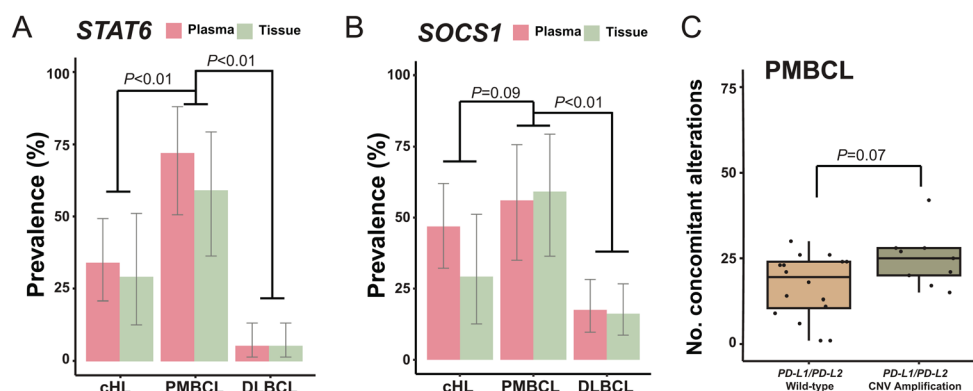 A
STAT6
Plasma
Tissue
Prevalence (%)
100
75
50
25
0
P<0.01
P<0.01
cHL
PMBCL
DLBCL
B
SOCS1
Plasma
Tissue
Prevalence (%)
100
75
50
25
0
P=0.09
P<0.01
cHL
PMBCL
DLBCL
C
PMBCL
No. concomitant alterations
75
50
25
0
P=0.07
PD-L1/PD-L2
Wild-type
PD-L1/PD-L2
CNV Amplification